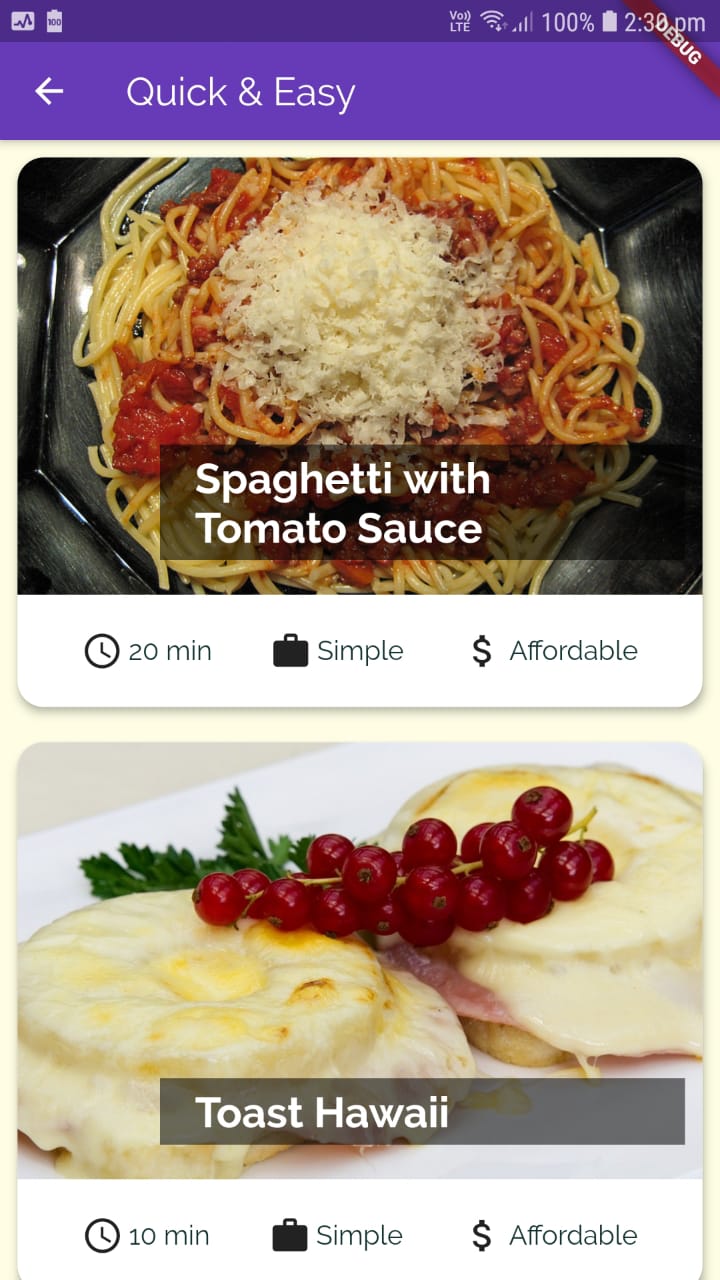 100
Vo)) LTE 100% 2:30 pm
DEBUG
Quick & Easy
Spaghetti with
Tomato Sauce
20 min Simple $ Affordable
Toast Hawaii
10 min Simple $ Affordable